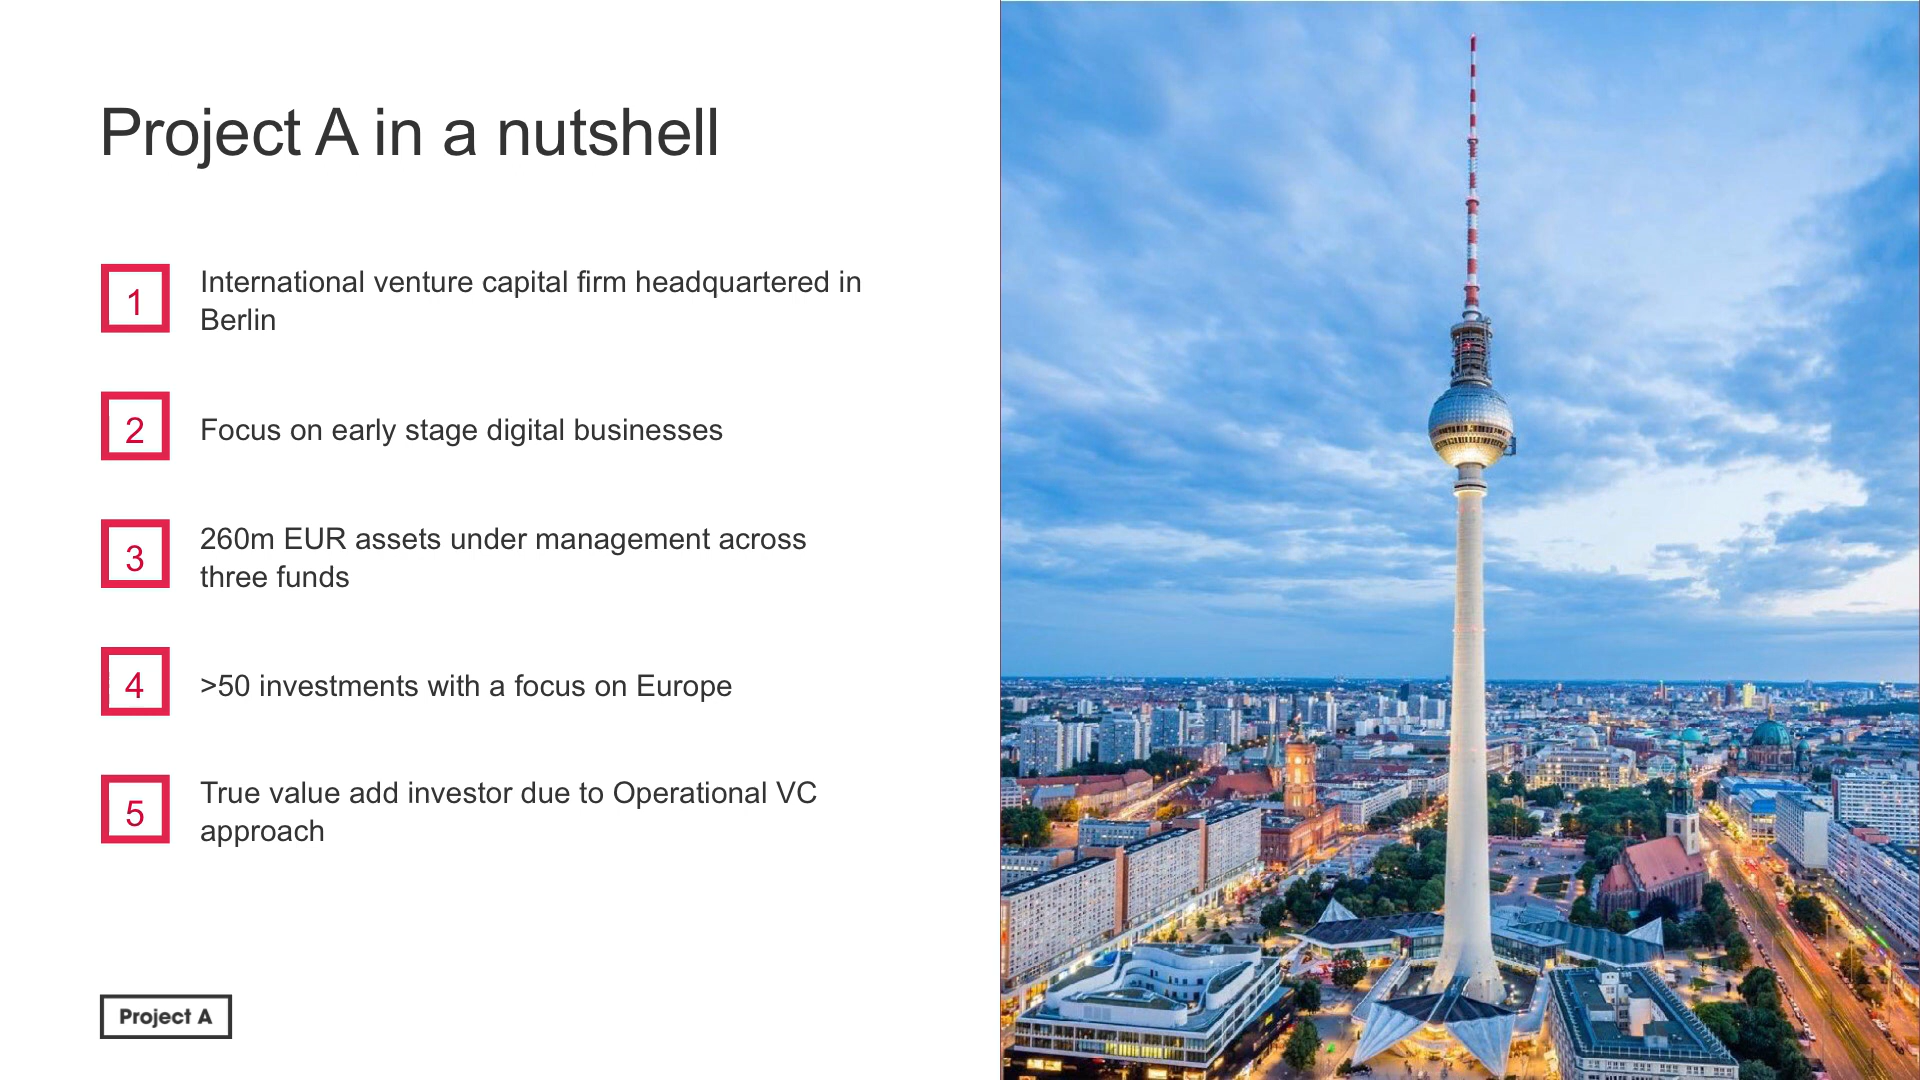 Project A in a nutshell
1
International venture capital firm headquartered in
Berlin
2
Focus on early stage digital businesses
3
260m EUR assets under management across
three funds
4
>50 investments with a focus on Europe
5
True value add investor due to Operational VC
approach
Project A